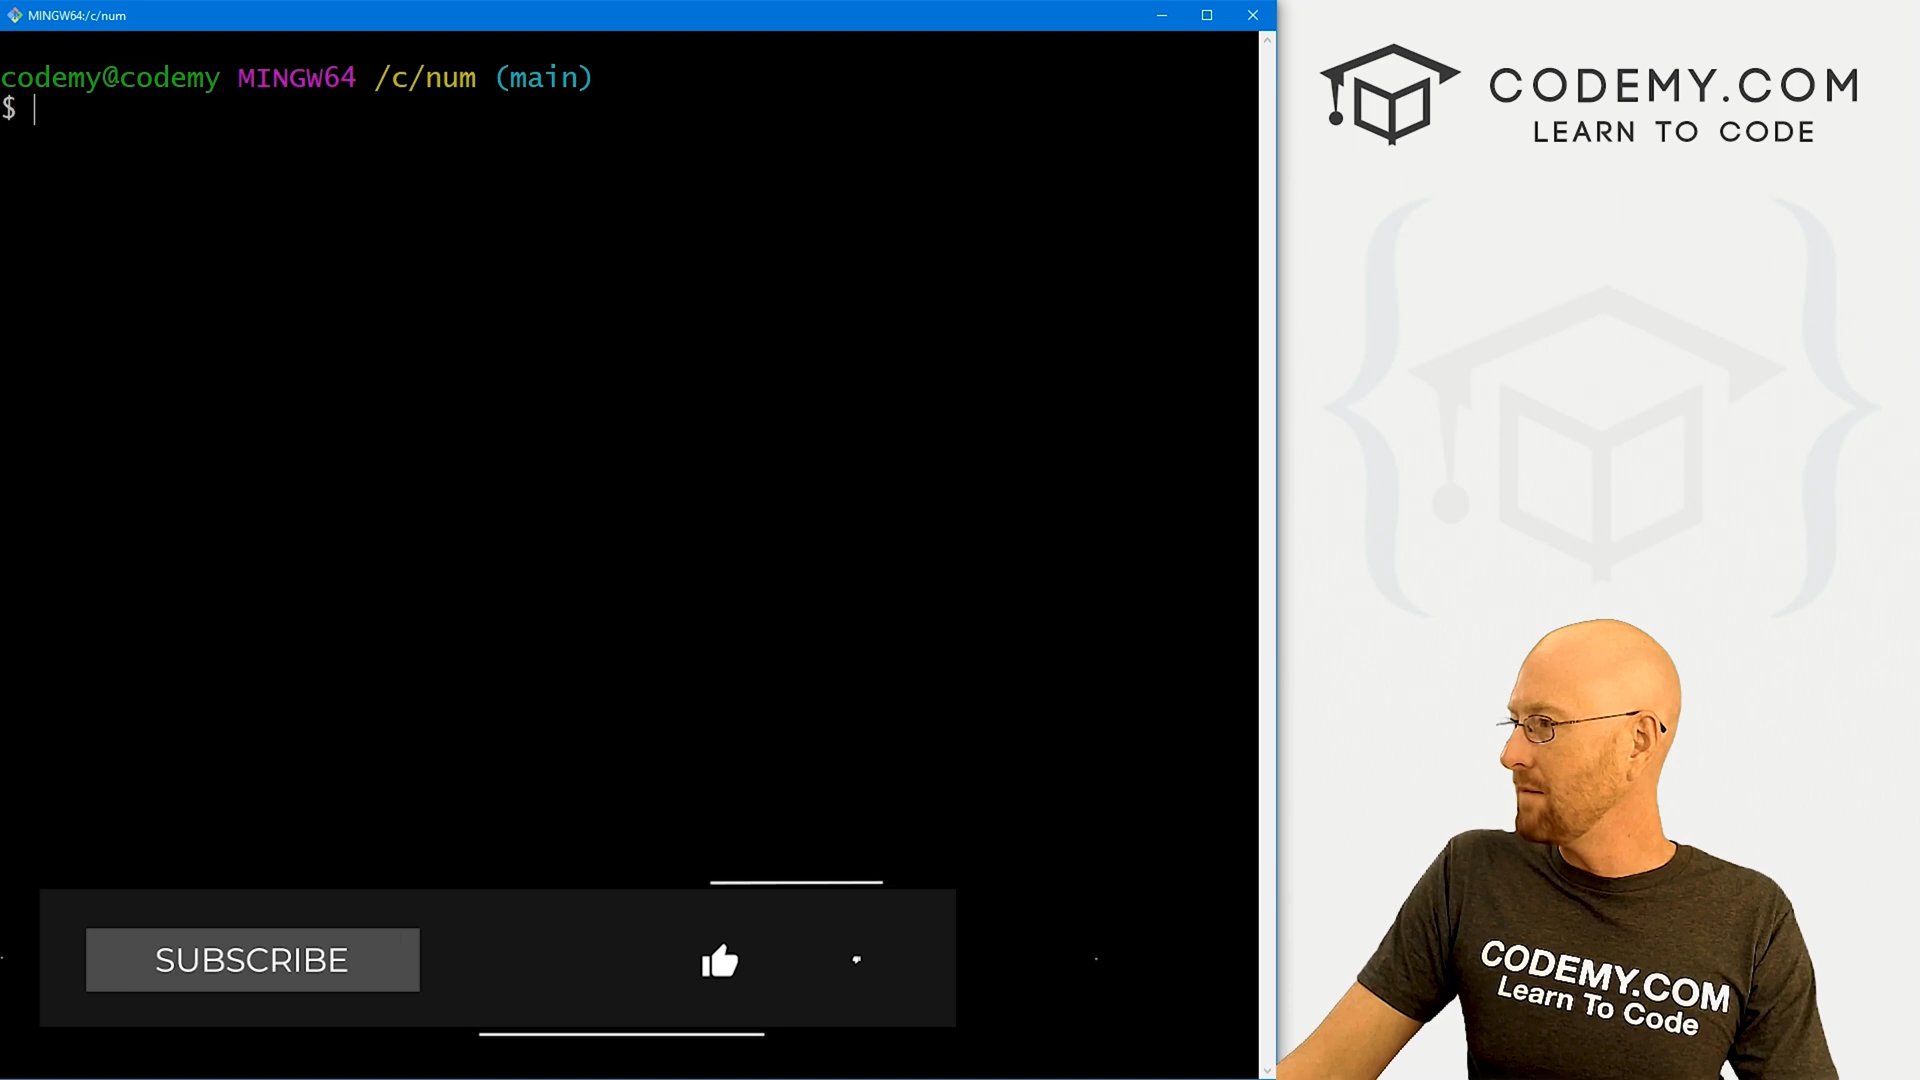 MINGW64:/c/num
codemy@codemy MINGW64 /c/num (main)
$
CODEMY.COM
LEARN TO CODE
SUBSCRIBE
CODEMY.COM
Learn To Code